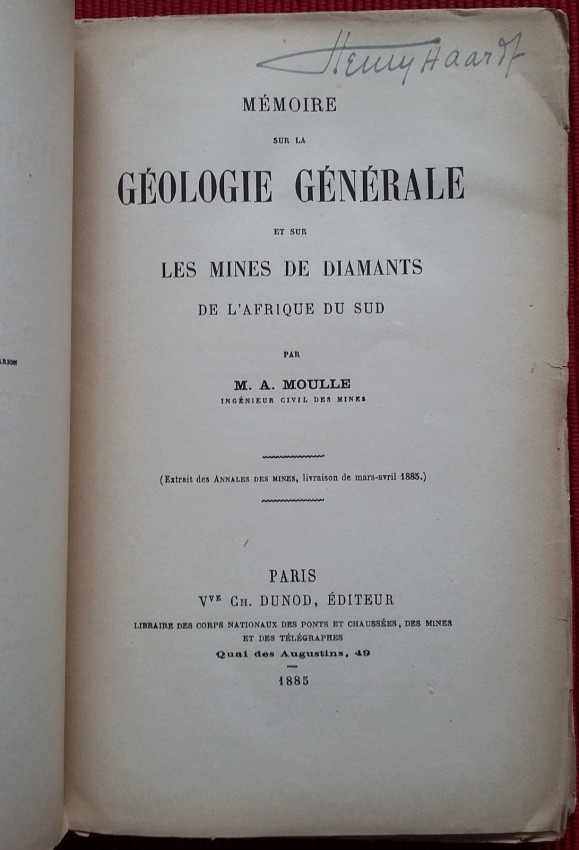 Henry Haardt
MÉMOIRE
SUR LA
GÉOLOGIE GÉNÉRALE
ET SUR
LES MINES DE DIAMANTS
DE L'AFRIQUE DU SUD
PAR
M. A. MOULLE
INGÉNIEUR CIVIL DES MINES
(Extrait des ANNALES DES MINES, livraison de mars-avril 1885.)
PARIS
VVE CH. DUNOD, ÉDITEUR
LIBRAIRE DES CORPS NATIONAUX DES PONTS ET CHAUSSÉES, DES MINES
ET DES TÉLÉGRAPHES
Quai des Augustins, 49
1885